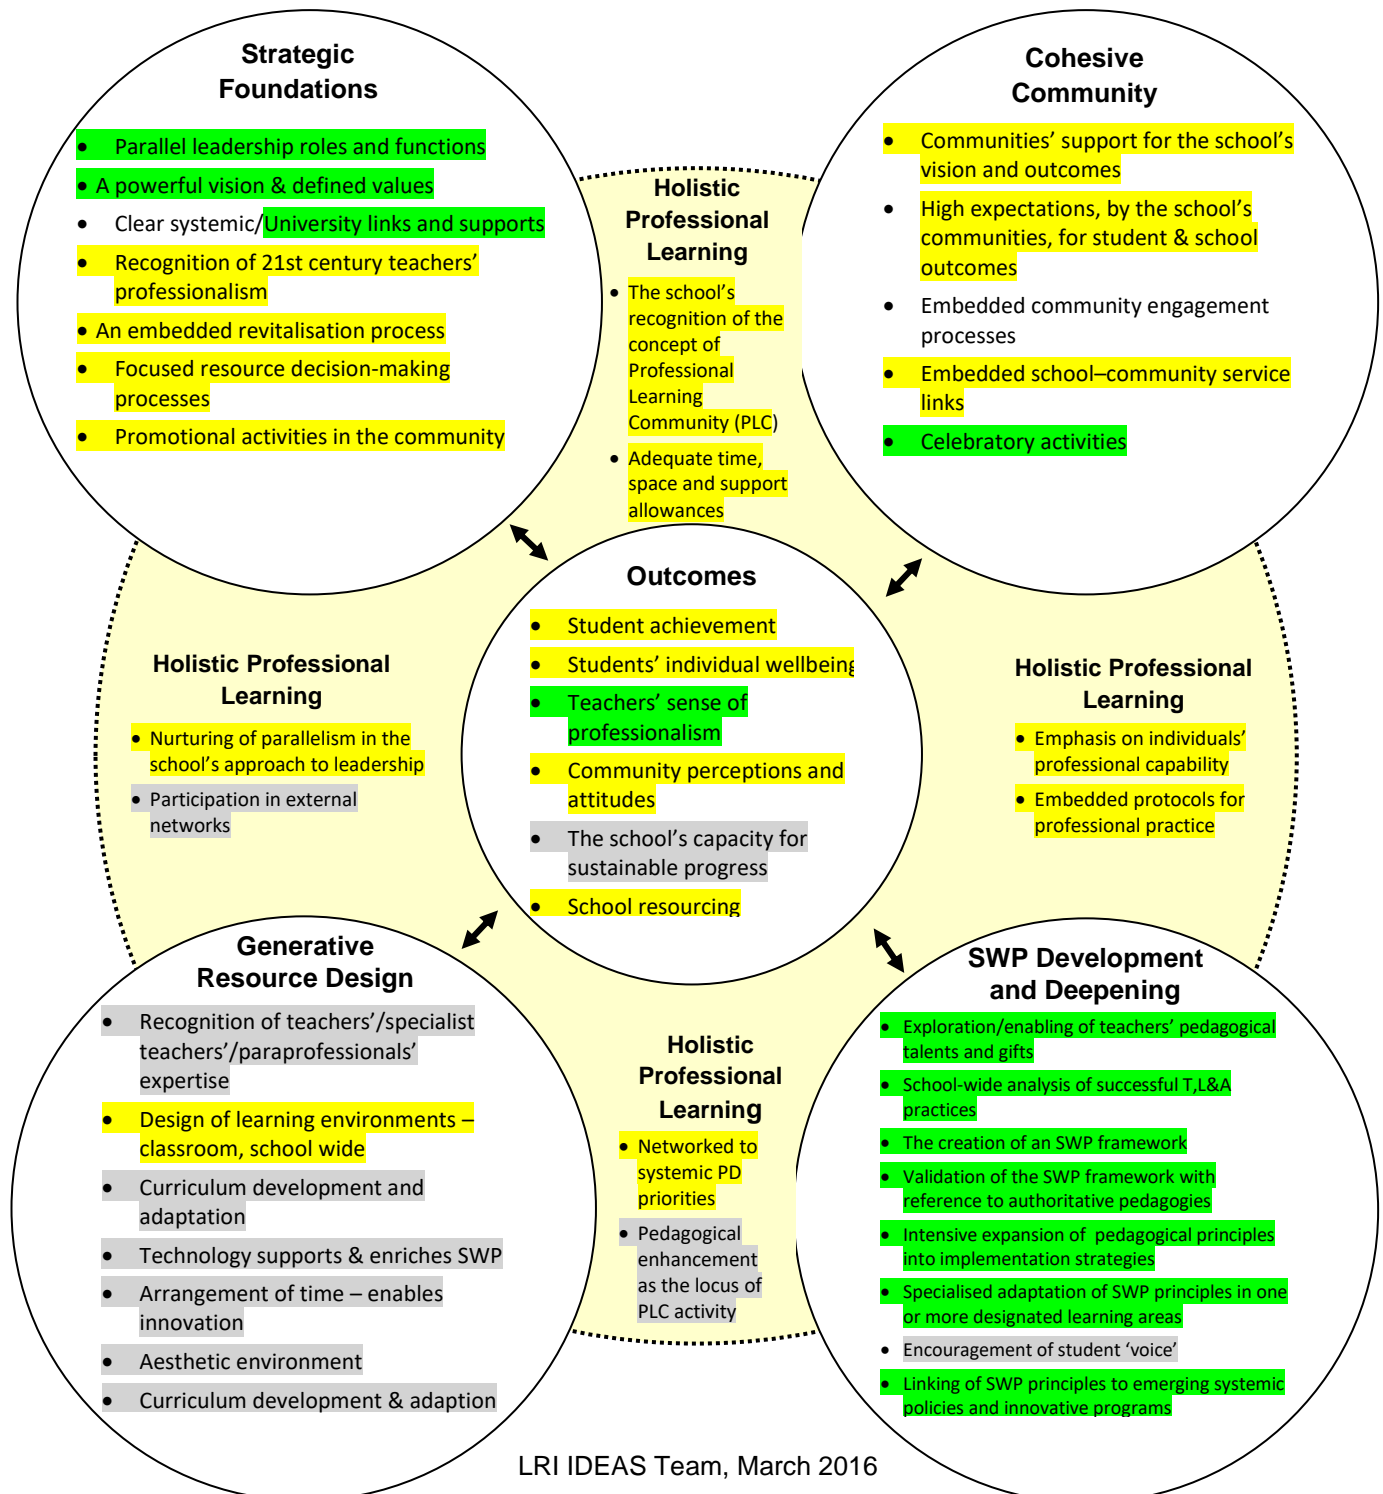 Strategic
Foundations
• Parallel leadership roles and functions
• A powerful vision & defined values
• Clear systemic/University links and supports
• Recognition of 21st century teachers’
professionalism
• An embedded revitalisation process
• Focused resource decision-making
processes
• Promotional activities in the community
Holistic
Professional
Learning
• The school’s
recognition of the
concept of
Professional
Learning
Community (PLC)
• Adequate time,
space and support
allowances
Cohesive
Community
• Communities’ support for the school’s
vision and outcomes
• High expectations, by the school’s
communities, for student & school
outcomes
• Embedded community engagement
processes
• Embedded school–community service
links
• Celebratory activities
Holistic Professional
Learning
• Nurturing of parallelism in the
school’s approach to leadership
• Participation in external
networks
Outcomes
• Student achievement
• Students’ individual wellbeing
• Teachers’ sense of
professionalism
• Community perceptions and
attitudes
• The school’s capacity for
sustainable progress
• School resourcing
Holistic Professional
Learning
• Emphasis on individuals’
professional capability
• Embedded protocols for
professional practice
Generative
Resource Design
• Recognition of teachers’/specialist
teachers’/paraprofessionals’
expertise
• Design of learning environments –
classroom, school wide
• Curriculum development and
adaptation
• Technology supports & enriches SWP
• Arrangement of time – enables
innovation
• Aesthetic environment
• Curriculum development & adaption
Holistic
Professional
Learning
• Networked to
systemic PD
priorities
• Pedagogical
enhancement
as the locus of
PLC activity
SWP Development
and Deepening
• Exploration/enabling of teachers’ pedagogical
talents and gifts
• School-wide analysis of successful T,L&A
practices
• The creation of an SWP framework
• Validation of the SWP framework with
reference to authoritative pedagogies
• Intensive expansion of pedagogical principles
into implementation strategies
• Specialised adaptation of SWP principles in one
or more designated learning areas
• Encouragement of student ‘voice’
• Linking of SWP principles to emerging systemic
policies and innovative programs
LRI IDEAS Team, March 2016